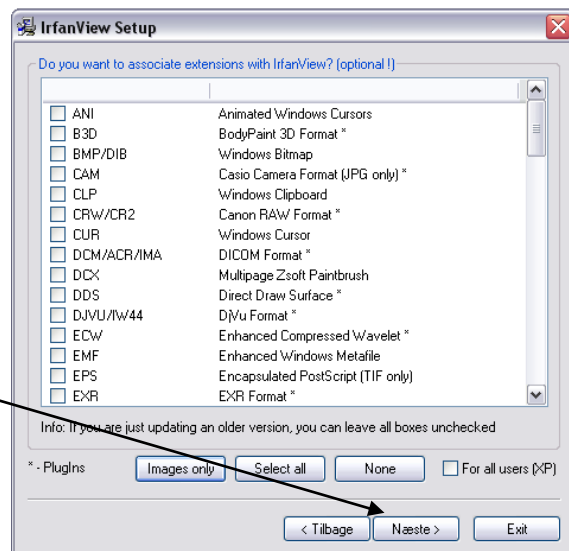 IrfanView Setup
Do you want to associate extensions with IrfanView? (optional !)
ANI Animated Windows Cursors
B3D BodyPaint 3D Format *
BMP/DIB Windows Bitmap
CAM Casio Camera Format (JPG only) *
CLP Windows Clipboard
CRW/CR2 Canon RAW Format *
CUR Windows Cursor
DCM/ACR/IMA DICOM Format *
DCX Multipage Zsoft Paintbrush
DDS Direct Draw Surface *
DJVU/IW44 DjVu Format *
ECW Enhanced Compressed Wavelet *
EMF Enhanced Windows Metafile
EPS Encapsulated PostScript (TIF only)
EXR EXR Format *
Info: If you are just updating an older version, you can leave all boxes unchecked
* - PlugIns Images only Select all None For all users (XP)
< Tilbage Næste > Exit